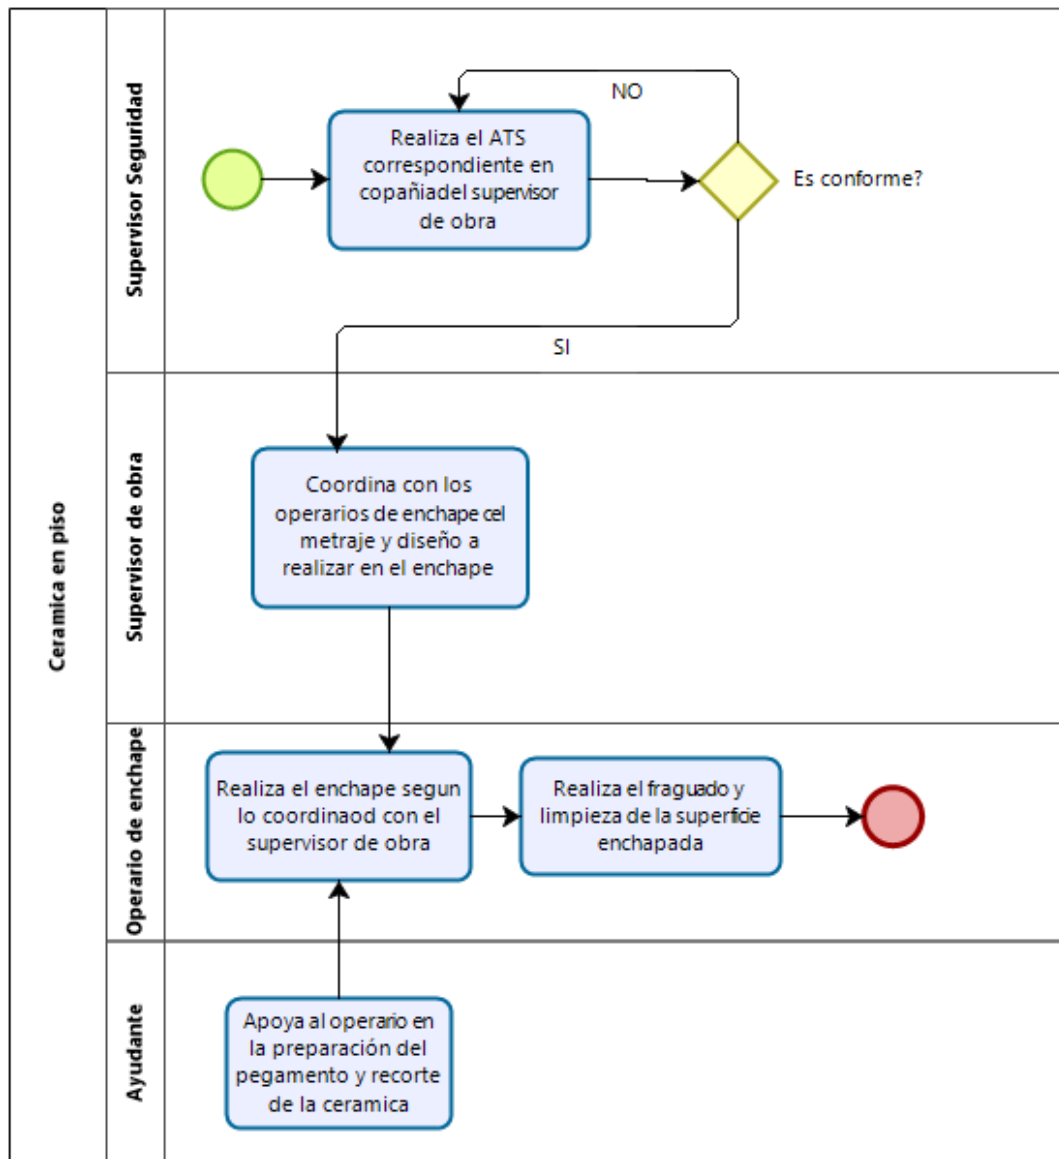 Ceramica en piso
Supervisor Seguridad
NO
Realiza el ATS
correspondiente en
copañiadel supervisor
de obra
Es conforme?
SI
Supervisor de obra
Coordina con los
operarios de enchape cel
metraje y diseño a
realizar en el enchape
Operario de enchape
Realiza el enchape segun
lo coordinaod con el
supervisor de obra
Realiza el fraguado y
limpieza de la superficie
enchapada
Ayudante
Apoya al operario en
la preparación del
pegamento y recorte
de la ceramica